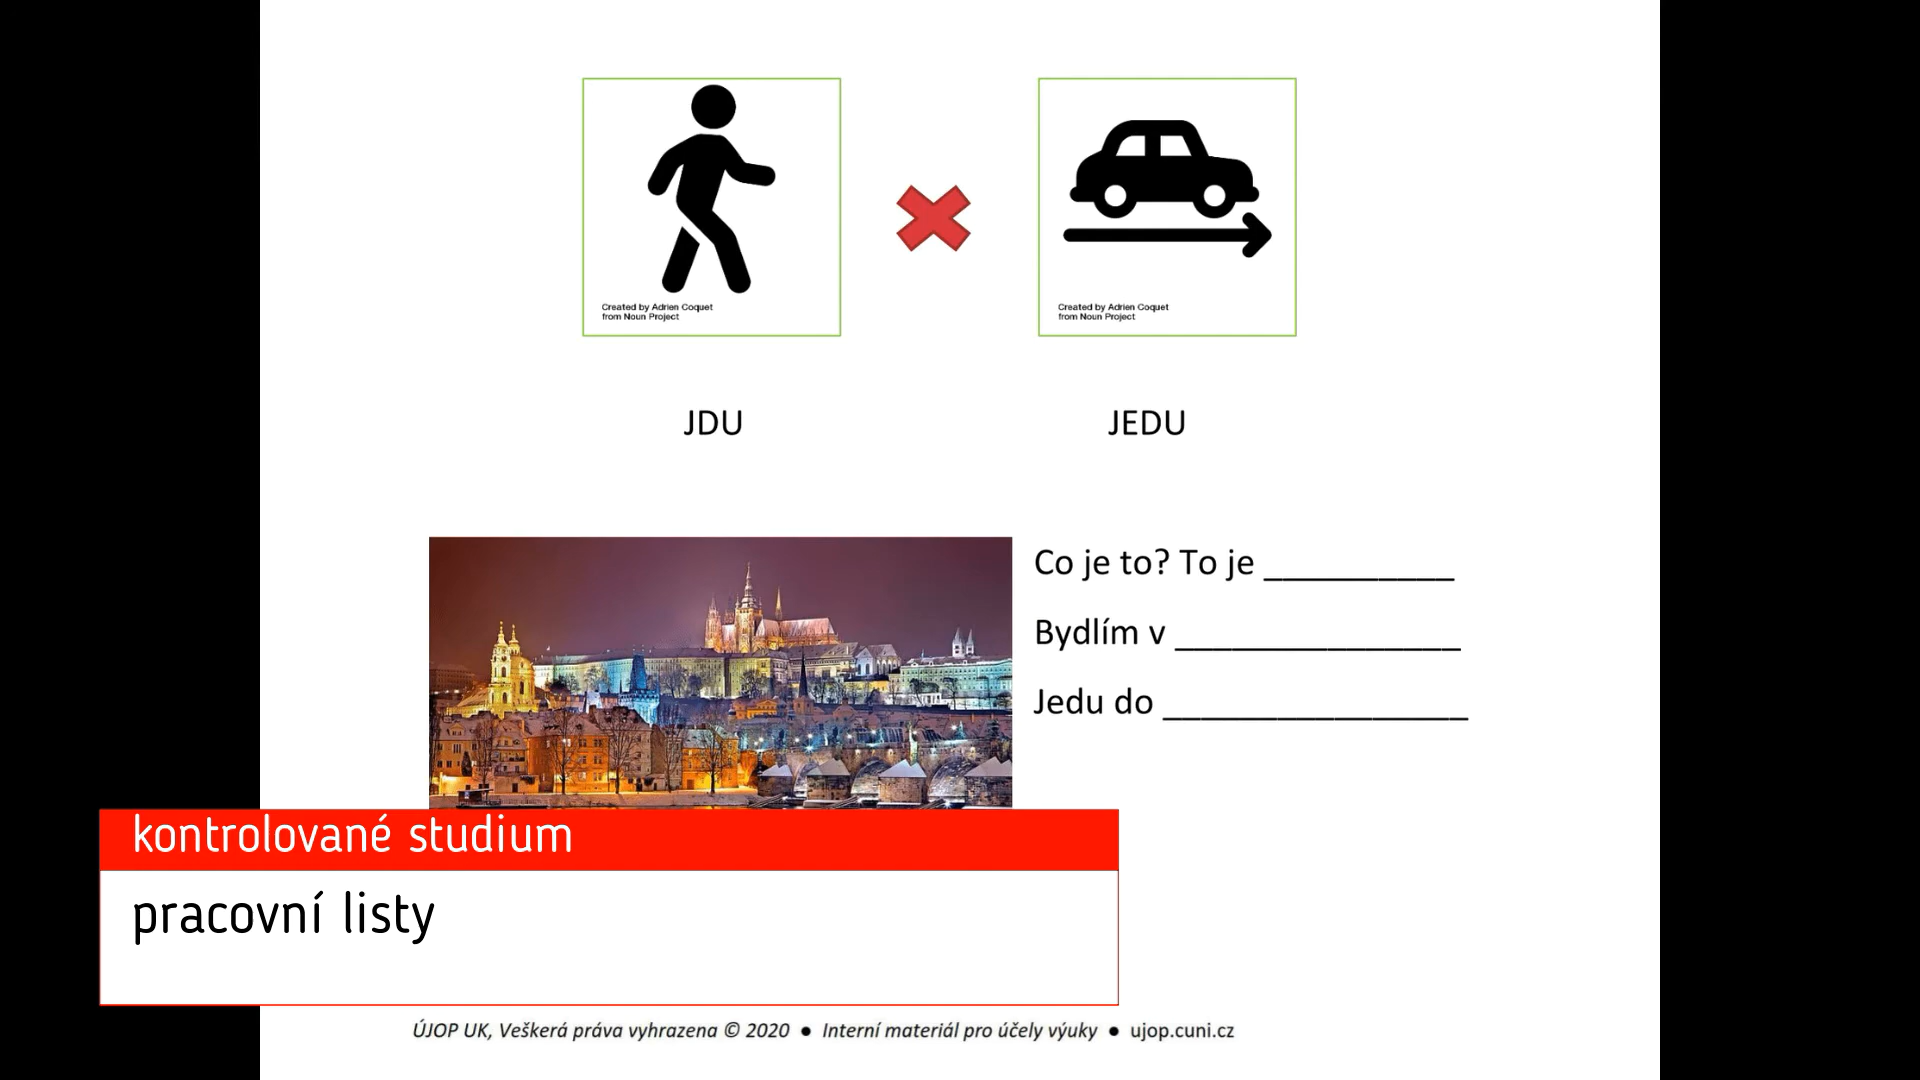 Created by Adrien Coquet
from Noun Project
Created by Adrien Coquet
from Noun Project
JDU
JEDU
Co je to? To je __________
Bydlím v _______________
Jedu do ________________
kontrolované studium
pracovní listy
ÚJOP UK, Veškerá práva vyhrazena © 2020 ● Interní materiál pro účely výuky ● ujop.cuni.cz